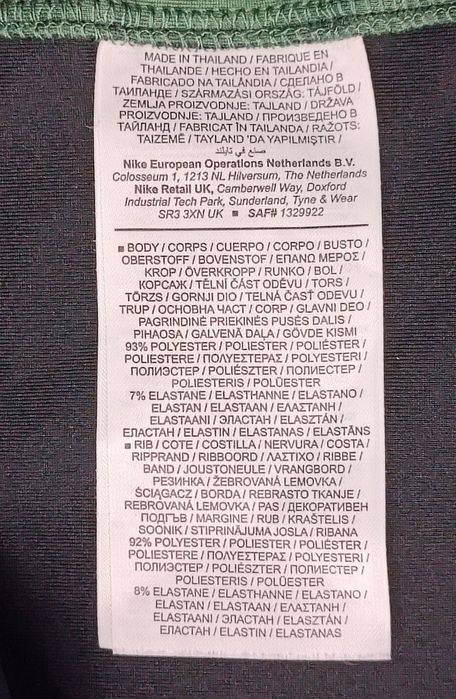 MADE IN THAILAND / FABRIQUE EN
THAILANDE / HECHO EN TAILANDIA /
FABRICADO NA TAILÂNDIA / СДЕЛАНО В
ТАИЛАНДЕ / SZÁRMAZÁSI ORSZÁG: TÁJFÖLD /
ZEMLJA PROIZVODNJE: TAJLAND / DRŽAVA
PROIZVODNJE: TAJLAND / ПРОИЗВЕДЕНО В
ТАЙЛАНД / FABRICAT ÎN TAILANDA / RAŽOTS:
TAIZEMĒ / TAYLAND 'DA YAPILMIŞTIR /
صنع في تايلاند
Nike European Operations Netherlands B.V.
Colosseum 1, 1213 NL Hilversum, The Netherlands
Nike Retail UK, Camberwell Way, Doxford
Industrial Tech Park, Sunderland, Tyne & Wear
SR3 3XN UK ■ SAF# 1329922
■ BODY / CORPS / CUERPO / CORPO / BUSTO /
OBERSTOFF / BOVENSTOF / ΕΠΑΝΩ ΜΕΡΟΣ /
KROP / ÖVERKROPP / RUNKO / BOL /
КОРСАЖ / TĚLNÍ ČÁST ODĚVU / TORS /
TÖRZS / GORNJI DIO / TELNÁ ČASŤ ODEVU /
TRUP / ОСНОВНА ЧАСТ / CORP / GLAVNI DEO /
PAGRINDINĖ PRIEKINĖS PUSĖS DALIS /
PIHAOSA / GALVENĀ DAĻA / GÖVDE KISMI
93% POLYESTER / POLIESTER / POLIÉSTER /
POLIESTERE / ΠΟΛΥΕΣΤΕΡΑΣ / POLYESTERI /
ПОЛИЭСТЕР / POLIÉSZTER / ПОЛИЕСТЕР /
POLIESTERIS / POLÜESTER
7% ELASTANE / ELASTHANNE / ELASTANO /
ELASTAN / ELASTAAN / ΕΛΑΣΤΑΝΗ /
ELASTAANI / ЭЛАСТАН / ELASZTÁN /
ЕЛАСТАН / ELASTIN / ELASTANAS / ELASTĀNS
■ RIB / COTE / COSTILLA / NERVURA / COSTA /
RIPPRAND / RIBBOORD / ΛΑΣΤΙΧΟ / RIBBE /
BAND / JOUSTONEULE / VRANGBORD /
РЕЗИНКА / ŽEBROVANÁ LEMOVKA /
ŚCIĄGACZ / BORDA / REBRASTO TKANJE /
REBROVANÁ LEMOVKA / PAS / ДЕКОРАТИВЕН
ПОДГЪВ / MARGINE / RUB / KRAŠTELIS /
SOONIK / STIPRINĀJUMA JOSLA / RIBANA
92% POLYESTER / POLIESTER / POLIÉSTER /
POLIESTERE / ΠΟΛΥΕΣΤΕΡΑΣ / POLYESTERI /
ПОЛИЭСТЕР / POLIÉSZTER / ПОЛИЕСТЕР /
POLIESTERIS / POLÜESTER
8% ELASTANE / ELASTHANNE / ELASTANO /
ELASTAN / ELASTAAN / ΕΛΑΣΤΑΝΗ /
ELASTAANI / ЭЛАСТАН / ELASZTÁN /
ЕЛАСТАН / ELASTIN / ELASTANAS